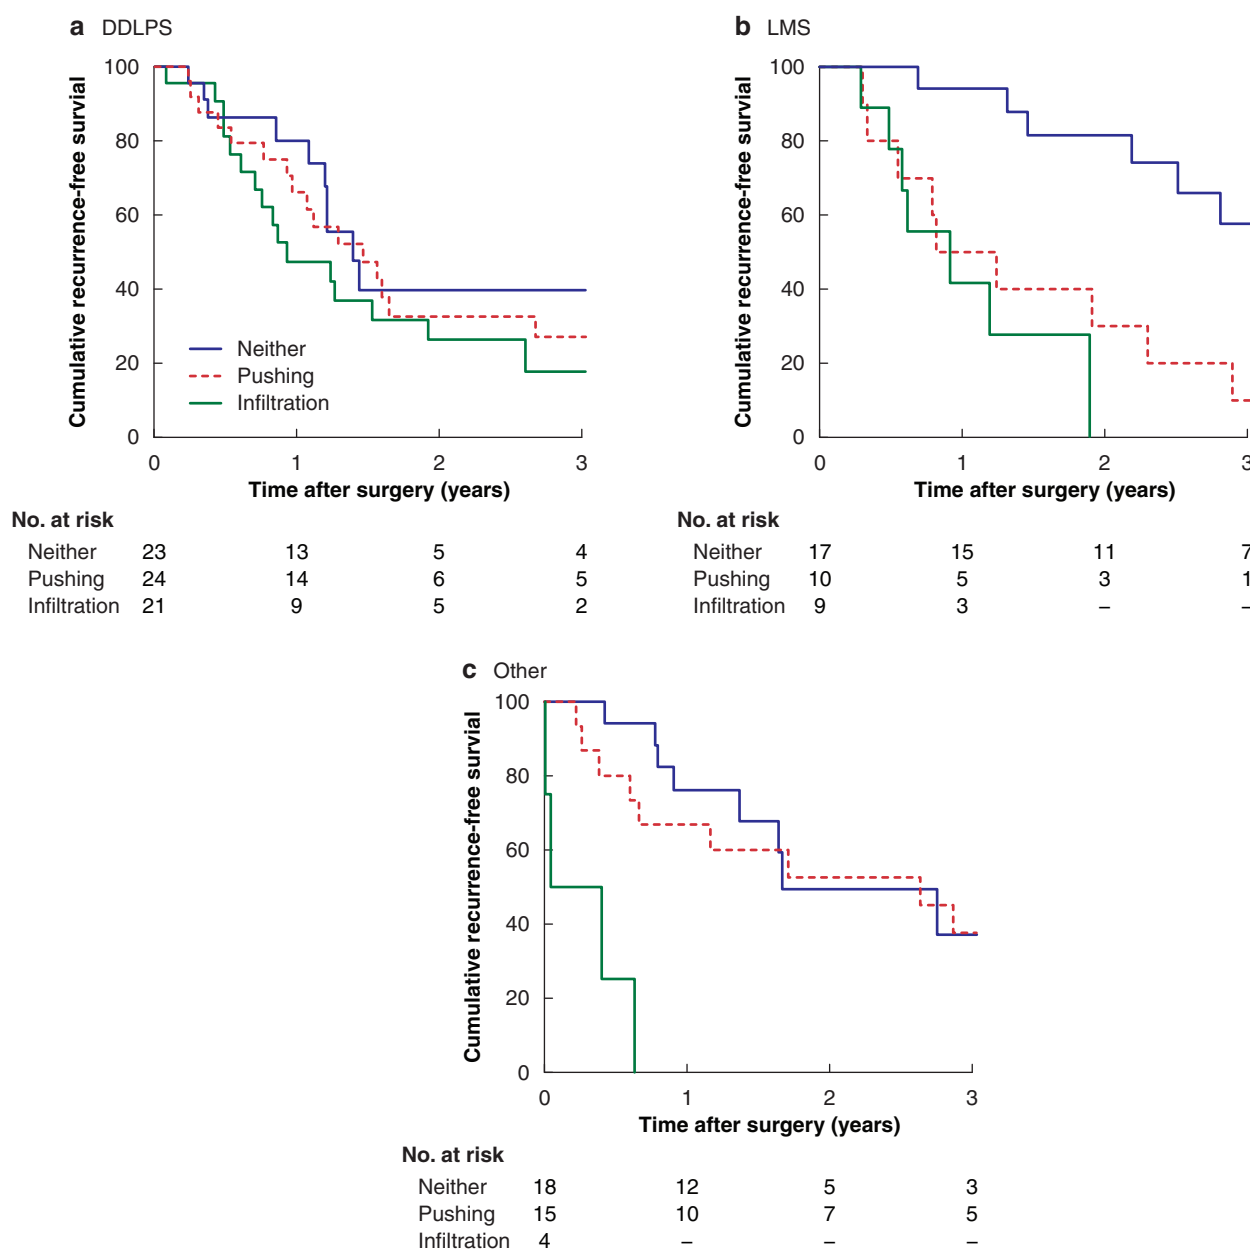 a DDLPS
Cumulative recurrence-free survial
100
80
60
40
20
0
Neither
Pushing
Infiltration
0 1 2 3
Time after surgery (years)
No. at risk
Neither 23 13 5 4
Pushing 24 14 6 5
Infiltration 21 9 5 2
b LMS
Cumulative recurrence-free survial
100
80
60
40
20
0
0 1 2 3
Time after surgery (years)
No. at risk
Neither 17 15 11 7
Pushing 10 5 3 1
Infiltration 9 3 – –
c Other
Cumulative recurrence-free survial
100
80
60
40
20
0
0 1 2 3
Time after surgery (years)
No. at risk
Neither 18 12 5 3
Pushing 15 10 7 5
Infiltration 4 – – –